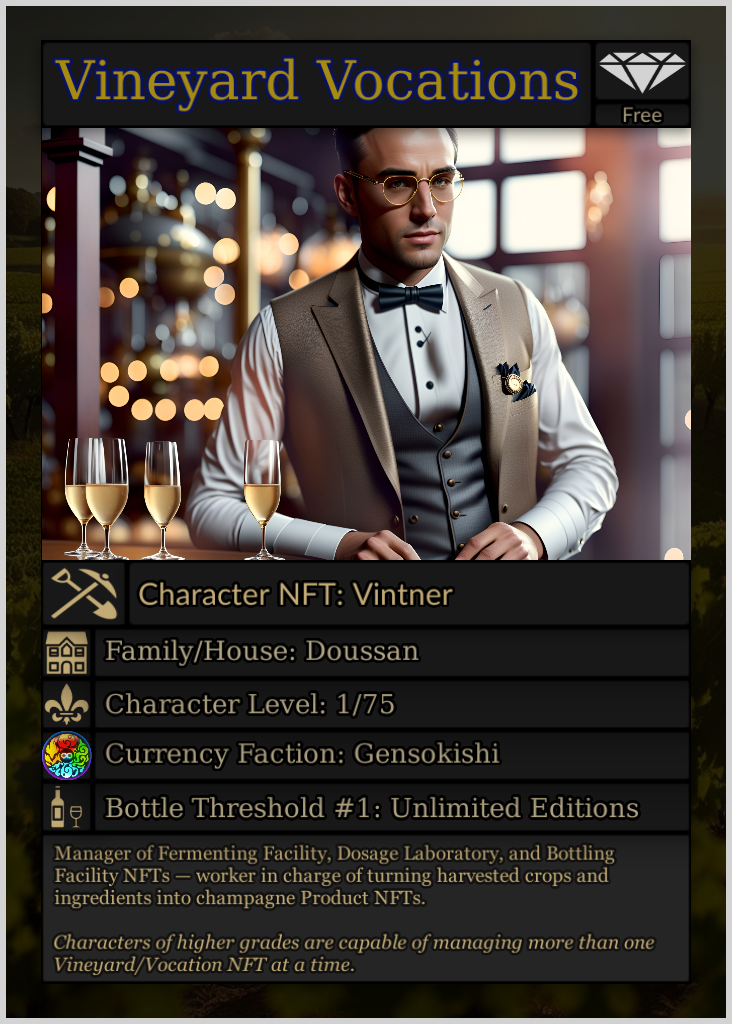 Vineyard Vocations
Free
Character NFT: Vintner
Family/House: Doussan
Character Level: 1/75
Currency Faction: Gensokishi
Bottle Threshold #1: Unlimited Editions
Manager of Fermenting Facility, Dosage Laboratory, and Bottling
Facility NFTs — worker in charge of turning harvested crops and
ingredients into champagne Product NFTs.
Characters of higher grades are capable of managing more than one
Vineyard/Vocation NFT at a time.